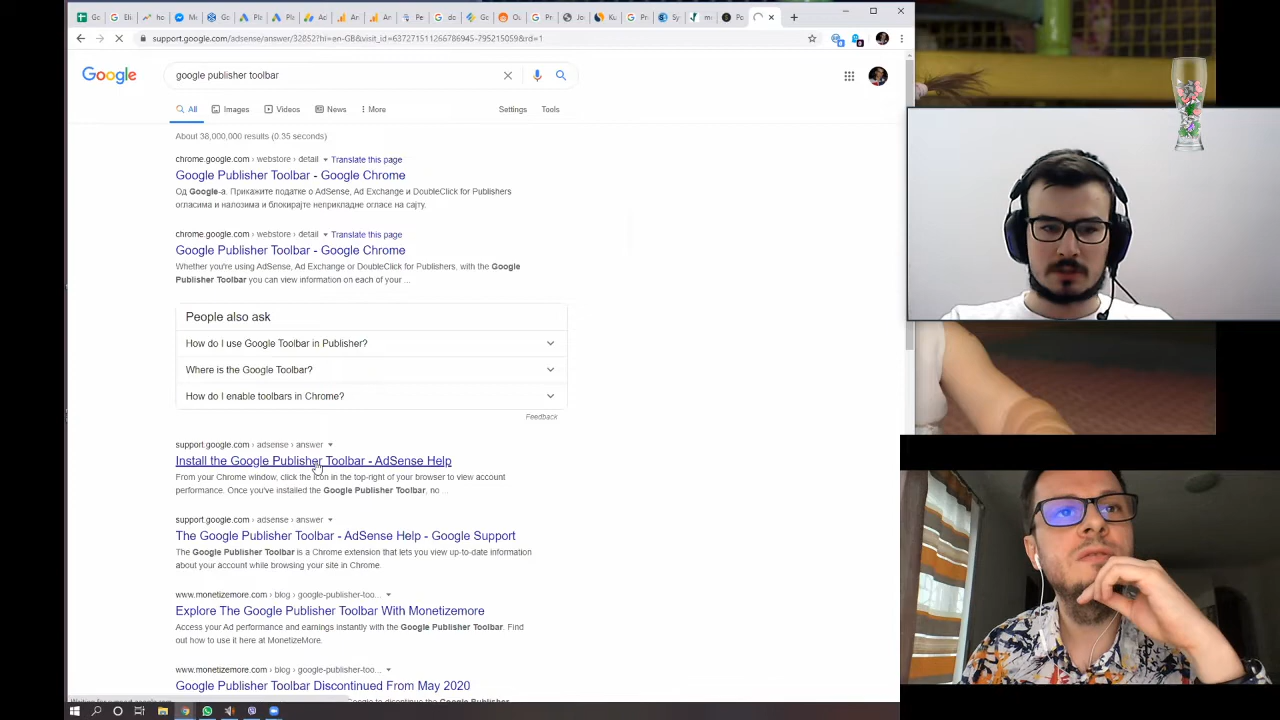 support.google.com/adsense/answer/32852?hl=en-GB&visit_id=637271511266786945-795215059&rd=1
Google
google publisher toolbar
All
Images
Videos
News
More
Settings
Tools
About 38,000,000 results (0.35 seconds)
chrome.google.com › webstore › detail
Translate this page
Google Publisher Toolbar - Google Chrome
Од Google-а. Прикажите податке о AdSense, Ad Exchange и DoubleClick for Publishers
огласима и налозима и блокирајте неприкладне огласе на сајту.
chrome.google.com › webstore › detail
Translate this page
Google Publisher Toolbar - Google Chrome
Whether you're using AdSense, Ad Exchange or DoubleClick for Publishers, with the Google
Publisher Toolbar you can view information on each of your ...
People also ask
How do I use Google Toolbar in Publisher?
Where is the Google Toolbar?
How do I enable toolbars in Chrome?
Feedback
support.google.com › adsense › answer
Install the Google Publisher Toolbar - AdSense Help
From your Chrome window, click the icon in the top-right of your browser to view account
performance. Once you've installed the Google Publisher Toolbar, no ...
support.google.com › adsense › answer
The Google Publisher Toolbar - AdSense Help - Google Support
The Google Publisher Toolbar is a Chrome extension that lets you view up-to-date information
about your account while browsing your site in Chrome.
www.monetizemore.com › blog › google-publisher-too...
Explore The Google Publisher Toolbar With Monetizemore
Access your Ad performance and earnings instantly with the Google Publisher Toolbar. Find
out how to use it here at MonetizeMore.
www.monetizemore.com › blog › google-publisher-too...
Google Publisher Toolbar Discontinued From May 2020